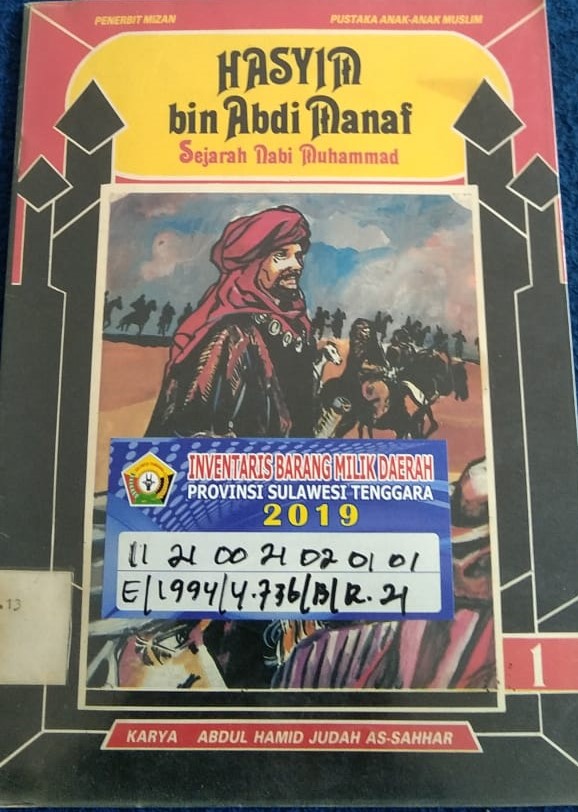 PENERBIT MIZAN
PUSTAKA ANAK-ANAK MUSLIM
HASYIM
bin Abdi Manaf
Sejarah Nabi Muhammad
INVENTARIS BARANG MILIK DAERAH
PROVINSI SULAWESI TENGGARA
2019
11 21 00 21 02 01 01
E/1994/4.736/B/R.21
.13
1
KARYA ABDUL HAMID JUDAH AS-SAHHAR